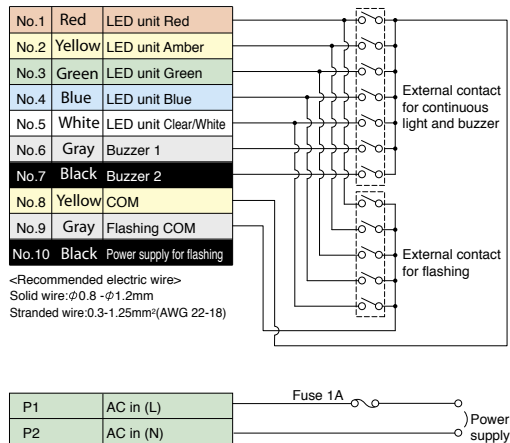 No.1 Red LED unit Red
No.2 Yellow LED unit Amber
No.3 Green LED unit Green
No.4 Blue LED unit Blue
No.5 White LED unit Clear/White
No.6 Gray Buzzer 1
No.7 Black Buzzer 2
No.8 Yellow COM
No.9 Gray Flashing COM
No.10 Black Power supply for flashing
External contact
for continuous
light and buzzer
External contact
for flashing
<Recommended electric wire>
Solid wire:φ0.8 -φ1.2mm
Stranded wire:0.3-1.25mm²(AWG 22-18)
P1 AC in (L)
P2 AC in (N)
Fuse 1A
Power
supply